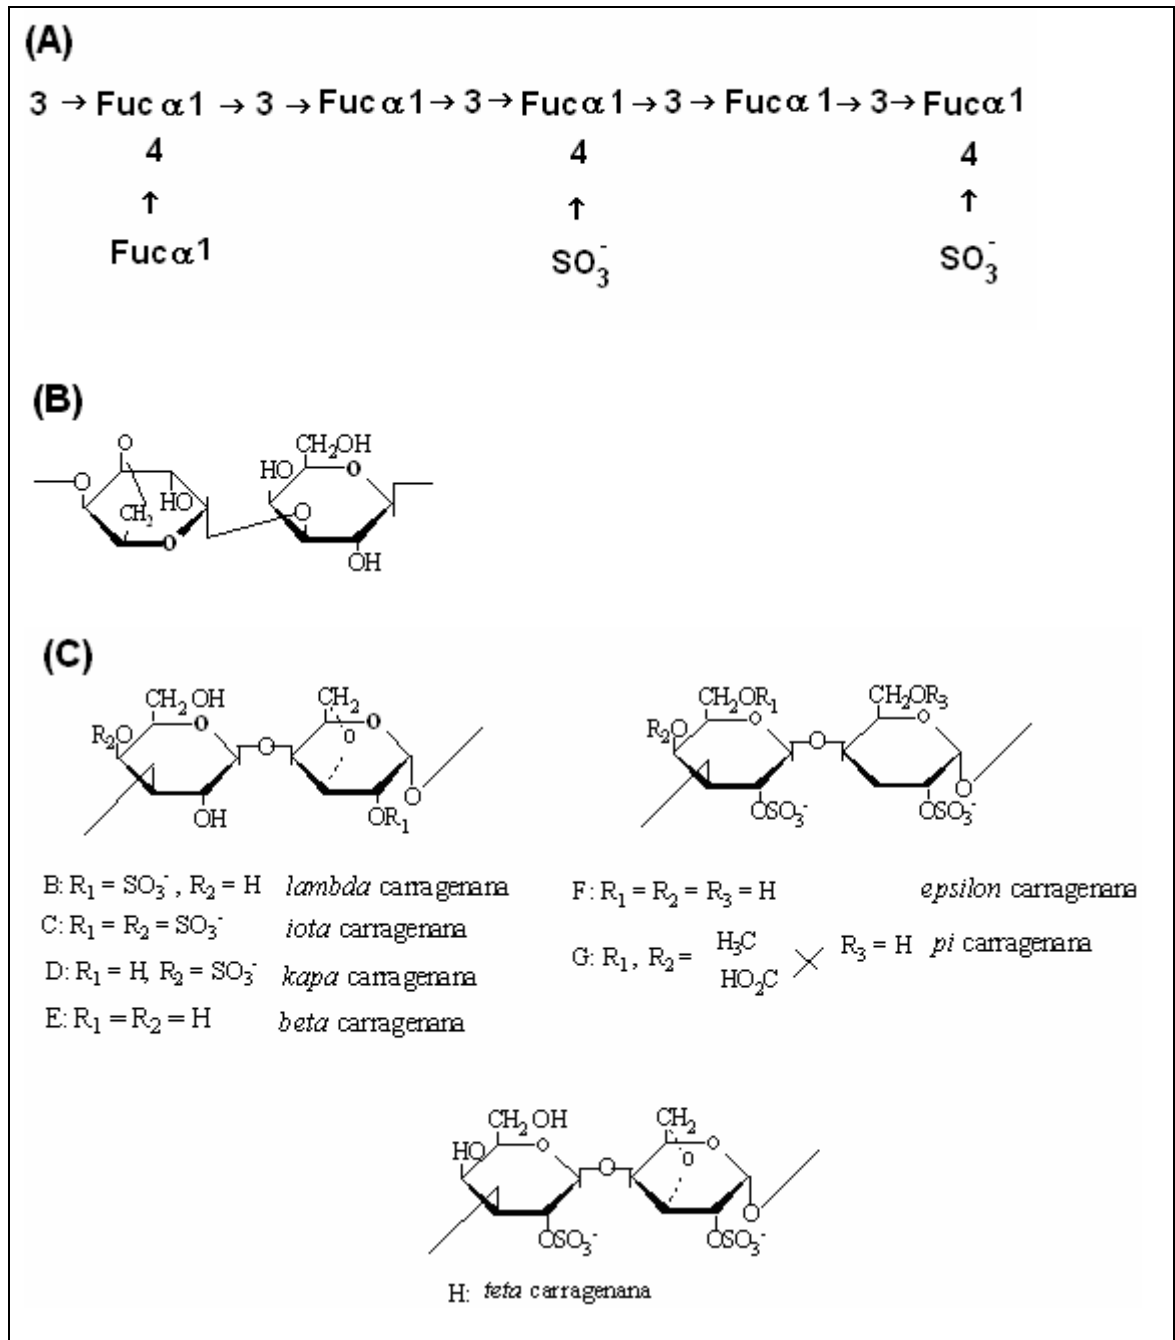 (A)
3 → Fuc α1 → 3 → Fuc α1 → 3 → Fuc α1 → 3 → Fuc α1 → 3 → Fuc α1
4 4 4
↑ ↑ ↑
Fuc α1 SO3- SO3-
(B)
O CH2OH
O HO O
HO O
CH2
O OH
(C)
CH2OH CH2
R2O O O O O
O
OH OR1
CH2OR1 CH2OR3
R2O O O O
O
OSO3- OSO3-
B: R1 = SO3-, R2 = H lambda carragenana
C: R1 = R2 = SO3- iota carragenana
D: R1 = H, R2 = SO3- kapa carragenana
E: R1 = R2 = H beta carragenana
F: R1 = R2 = R3 = H epsilon carragenana
G: R1, R2 = H3C HO2C R3 = H pi carragenana
CH2OH CH2
HO O O O O
O
OSO3- OSO3-
H: teta carragenana